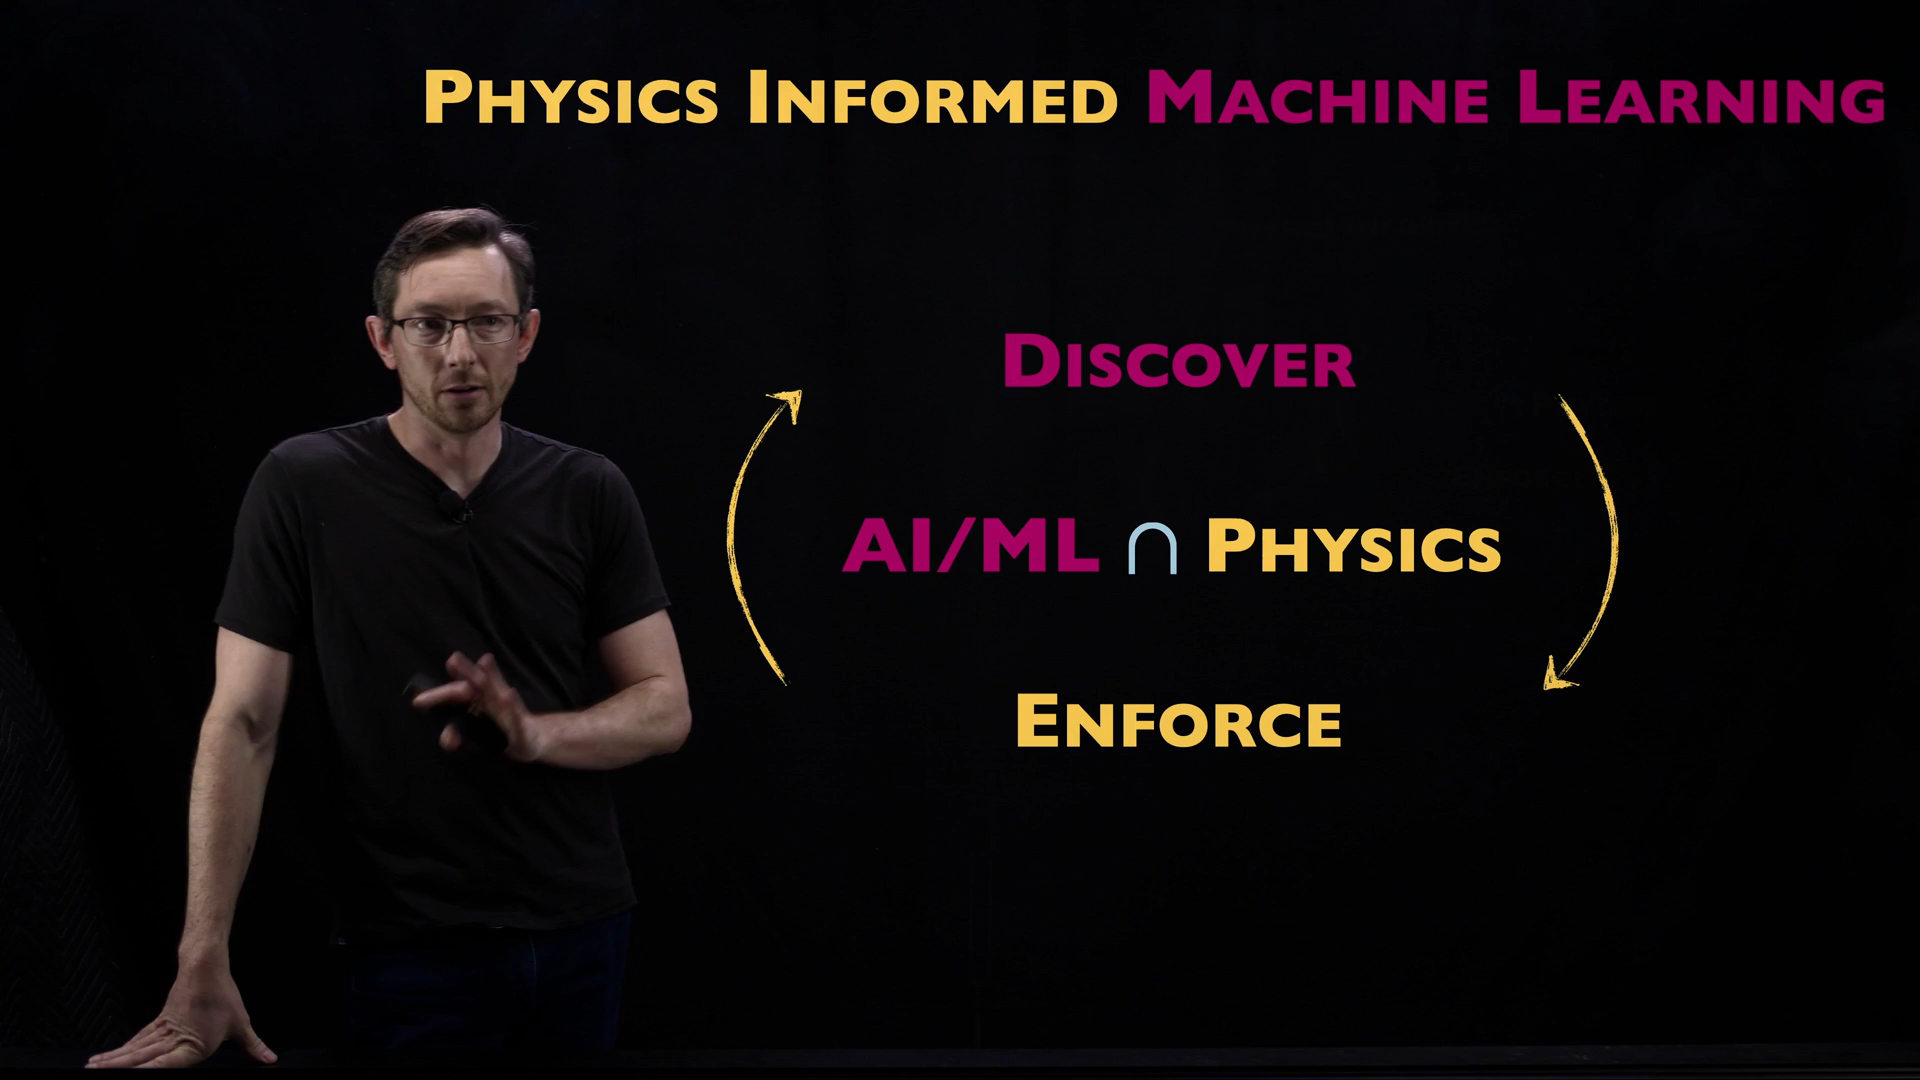 PHYSICS INFORMED MACHINE LEARNING
DISCOVER
AI/ML ∩ PHYSICS
ENFORCE